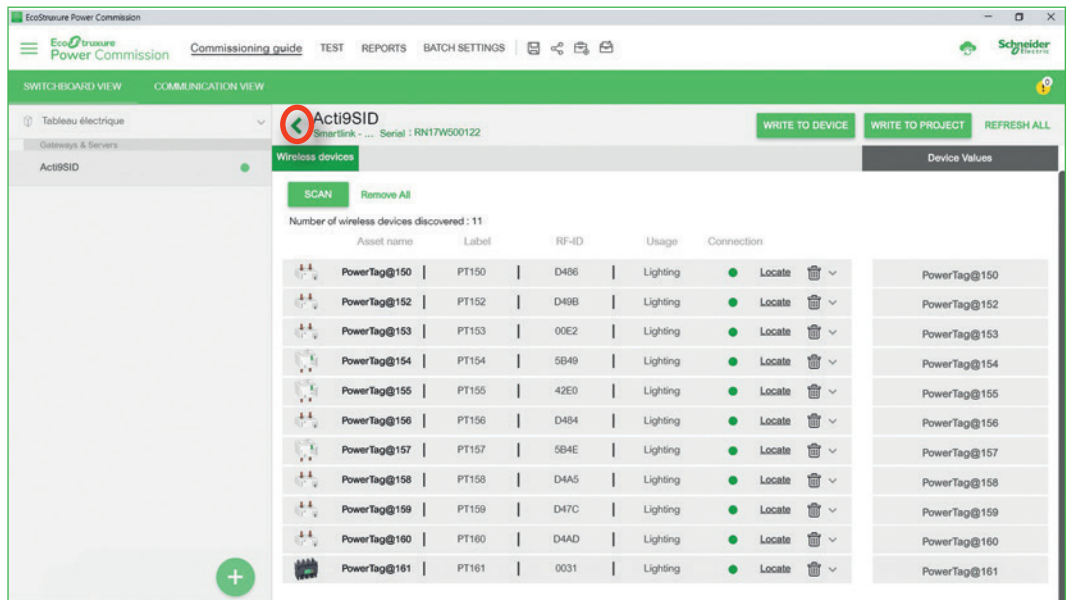 EcoStruxure Power Commission
EcoStruxure
Power Commission
Commissioning guide TEST REPORTS BATCH SETTINGS
Schneider
Electric
SWITCHBOARD VIEW COMMUNICATION VIEW
Tableau électrique
Gateways & Servers
Acti9SID
Acti9SID
Smartlink - ... Serial : RN17W500122
WRITE TO DEVICE WRITE TO PROJECT REFRESH ALL
Wireless devices Device Values
SCAN Remove All
Number of wireless devices discovered : 11
Asset name Label RF-ID Usage Connection
PowerTag@150 PT150 D486 Lighting Locate PowerTag@150
PowerTag@152 PT152 D49B Lighting Locate PowerTag@152
PowerTag@153 PT153 00E2 Lighting Locate PowerTag@153
PowerTag@154 PT154 5B49 Lighting Locate PowerTag@154
PowerTag@155 PT155 42E0 Lighting Locate PowerTag@155
PowerTag@156 PT156 D484 Lighting Locate PowerTag@156
PowerTag@157 PT157 5B4E Lighting Locate PowerTag@157
PowerTag@158 PT158 D4A5 Lighting Locate PowerTag@158
PowerTag@159 PT159 D47C Lighting Locate PowerTag@159
PowerTag@160 PT160 D4AD Lighting Locate PowerTag@160
PowerTag@161 PT161 0031 Lighting Locate PowerTag@161